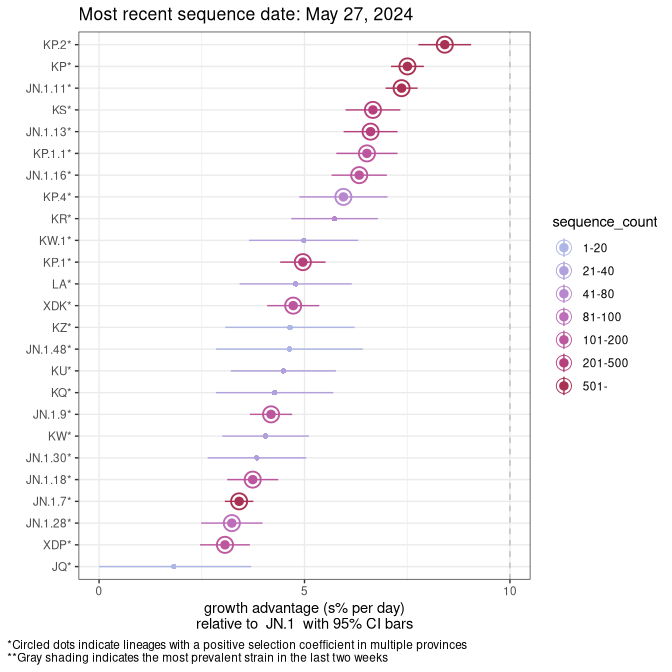 Most recent sequence date: May 27, 2024
KP.2*
KP*
JN.1.11*
KS*
JN.1.13*
KP.1.1*
JN.1.16*
KP.4*
KR*
KW.1*
KP.1*
LA*
XDK*
KZ*
JN.1.48*
KU*
KQ*
JN.1.9*
KW*
JN.1.30*
JN.1.18*
JN.1.7*
JN.1.28*
XDP*
JQ*
0 5 10
growth advantage (s% per day)
relative to JN.1 with 95% CI bars
sequence_count
1-20
21-40
41-80
81-100
101-200
201-500
501-
*Circled dots indicate lineages with a positive selection coefficient in multiple provinces
**Gray shading indicates the most prevalent strain in the last two weeks